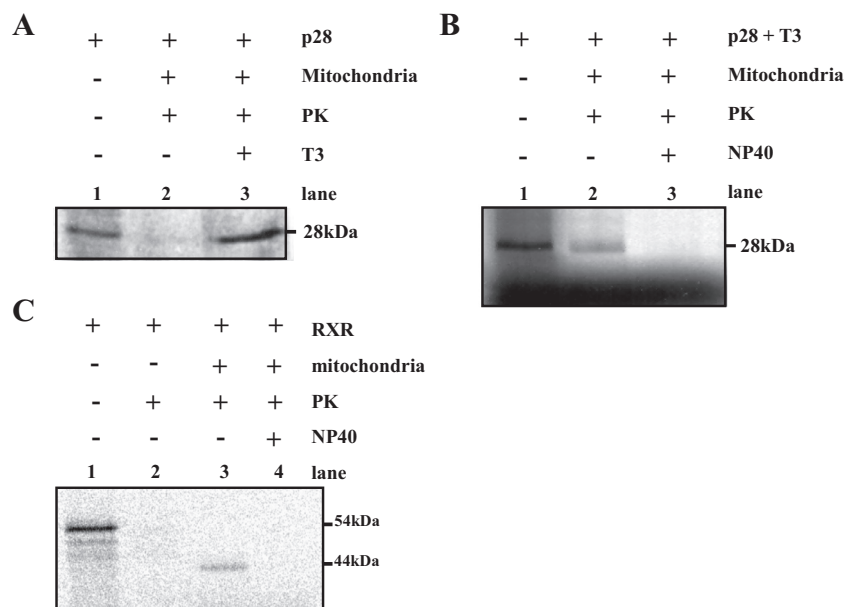 A
+ + + p28
- + + Mitochondria
- + + PK
- - + T3
1 2 3 lane
28kDa
B
+ + + p28 + T3
- + + Mitochondria
- + + PK
- - + NP40
1 2 3 lane
28kDa
C
+ + + + RXR
- - + + mitochondria
- + + + PK
- - - + NP40
1 2 3 4 lane
54kDa
44kDa